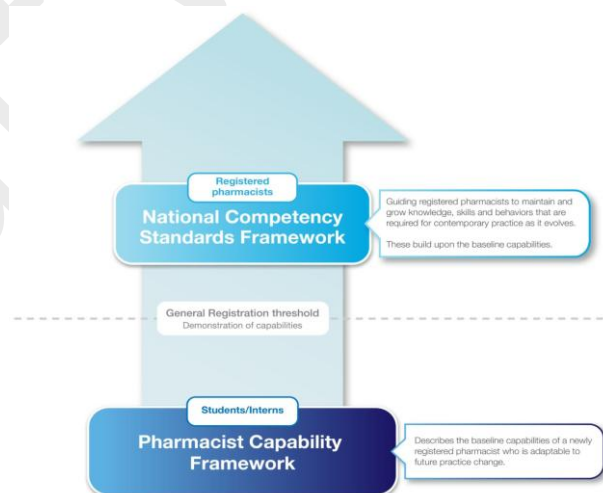 Registered
pharmacists
National Competency
Standards Framework
Guiding registered pharmacists to maintain and
grow knowledge, skills and behaviors that are
required for contemporary practice as it evolves.
These build upon the baseline capabilities.
General Registration threshold
Demonstration of capabilities
Students/Interns
Pharmacist Capability
Framework
Describes the baseline capabilities of a newly
registered pharmacist who is adaptable to
future practice change.